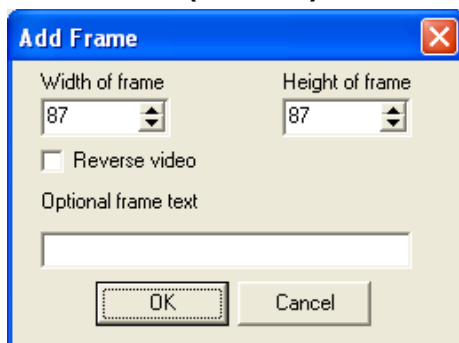 Add Frame
Width of frame Height of frame
87 87
Reverse video
Optional frame text
OK Cancel